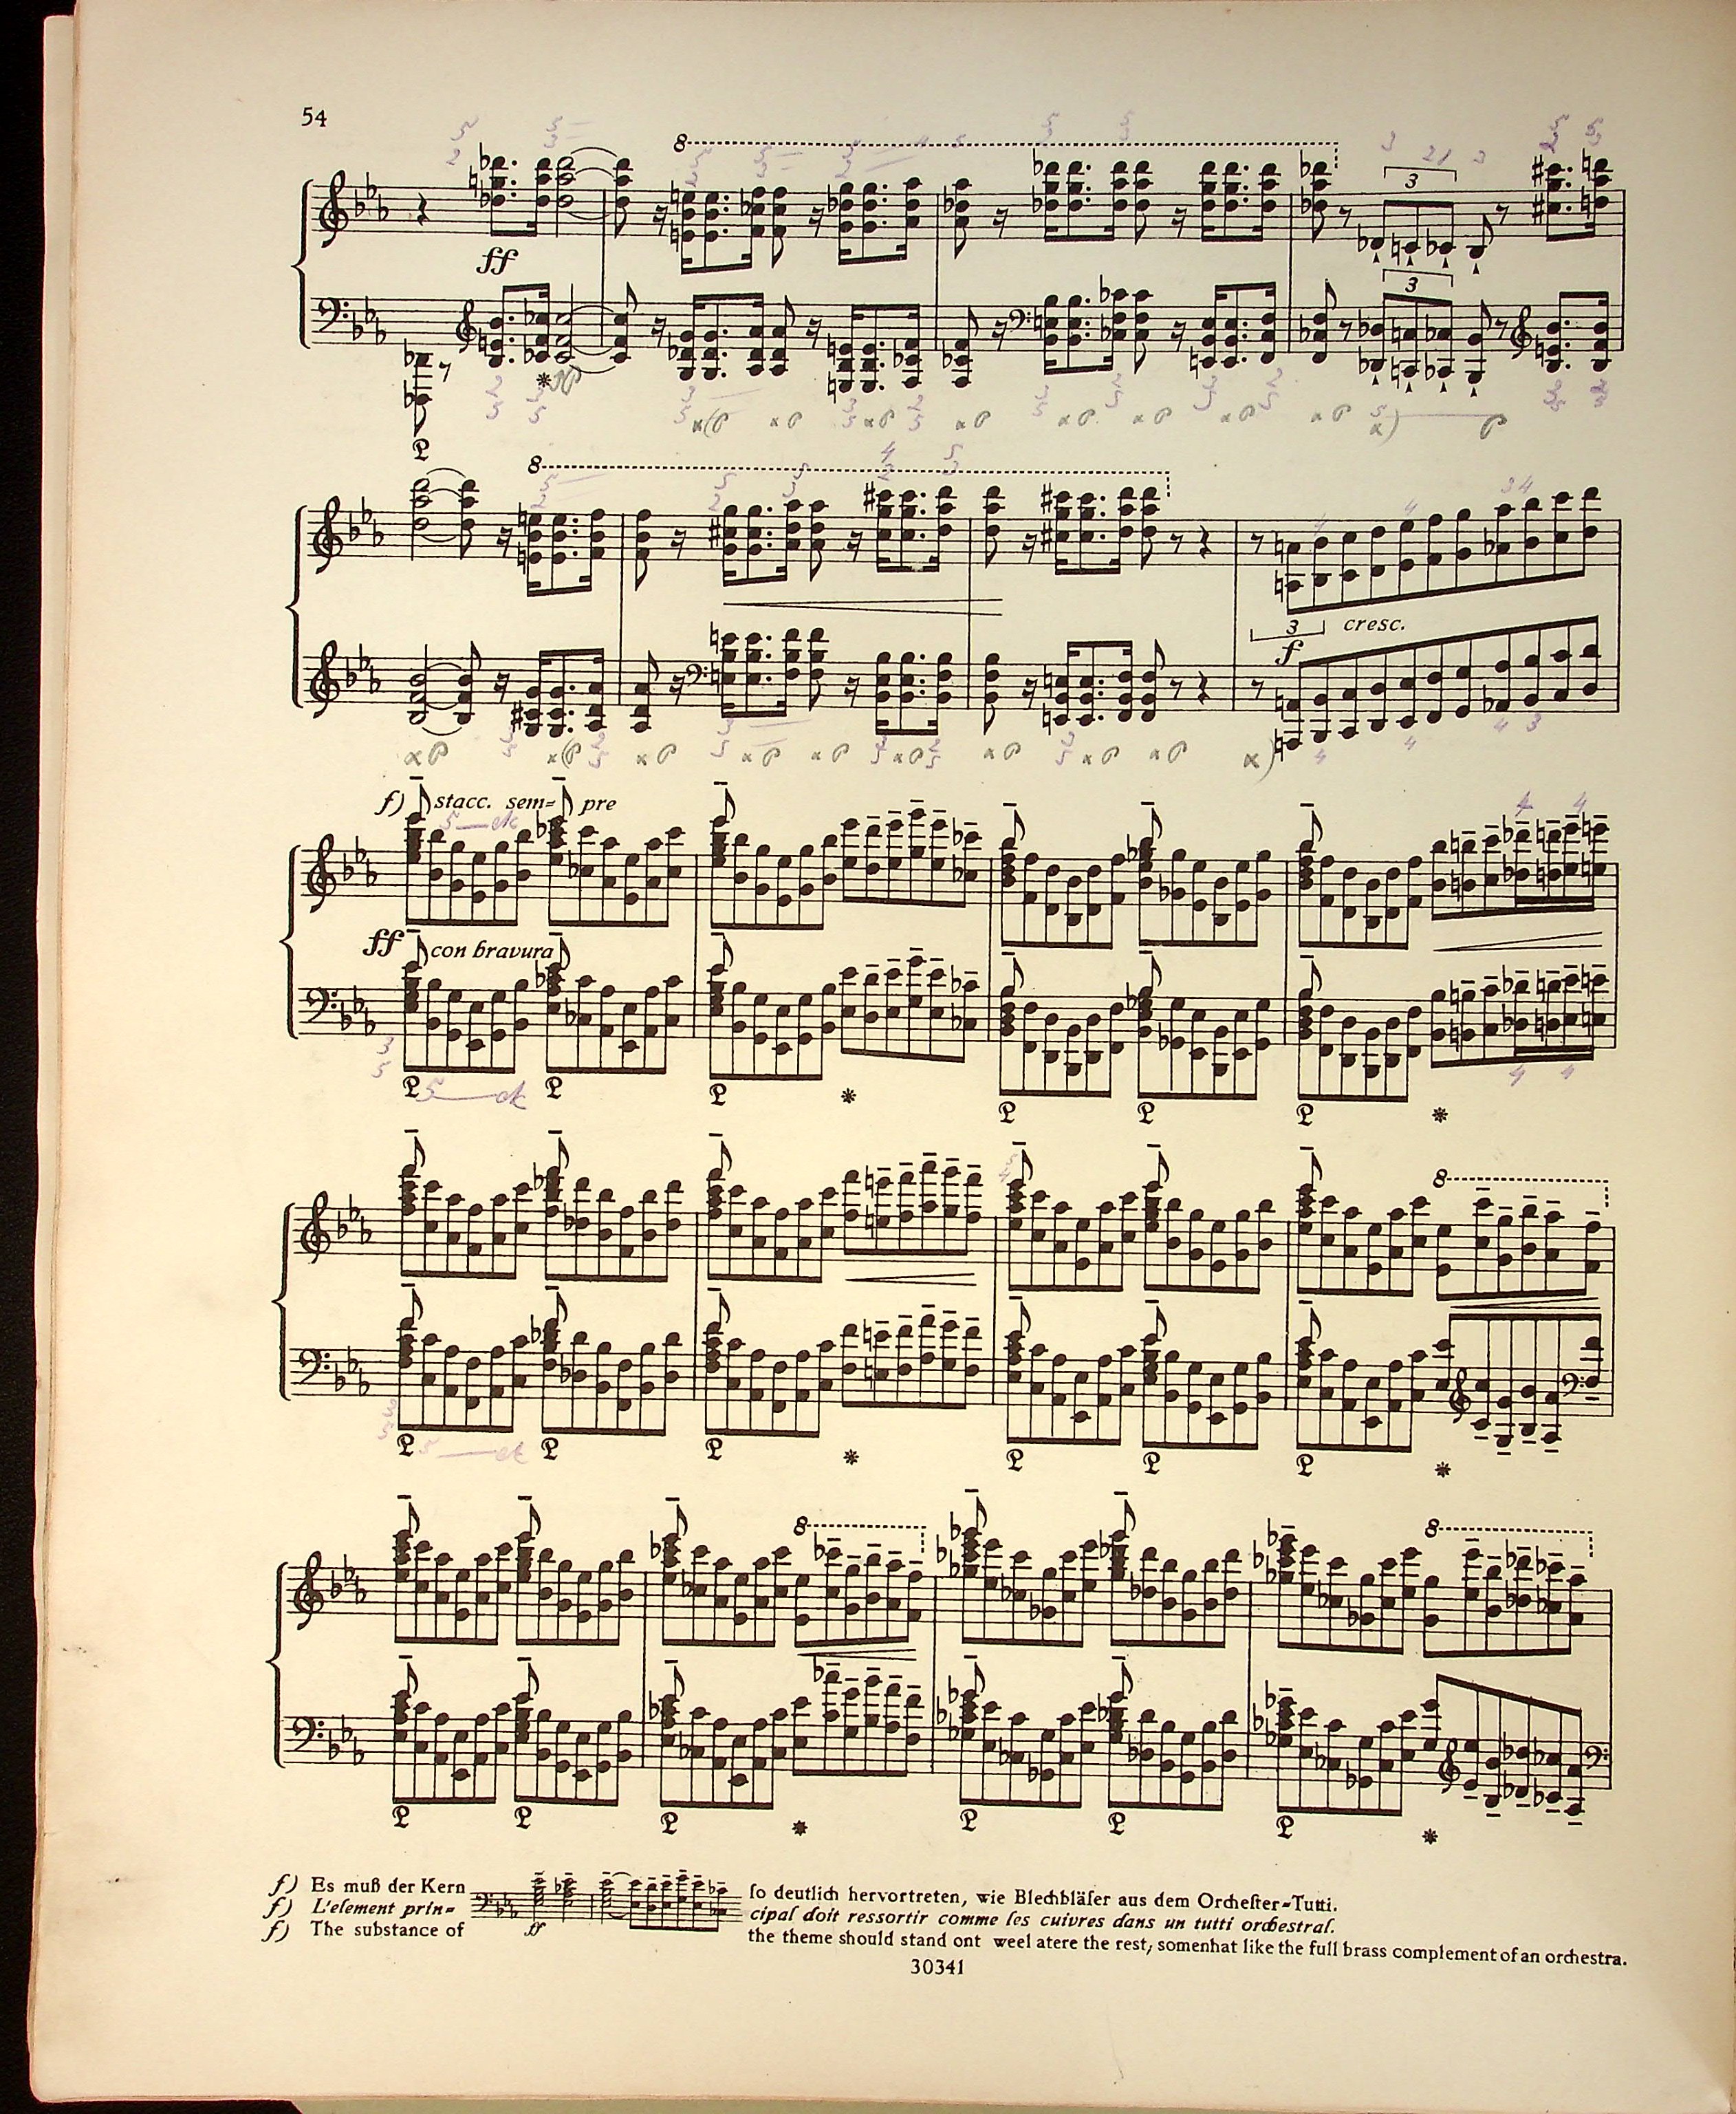 54
8
3
ff
3
8
3
cresc.
f
f) stacc. sem= pre
ff con bravura
8
8
8
f) Es muß der Kern ſo deutlich hervortreten, wie Blechbläſer aus dem Orcheſter=Tutti.
f) L'element prin= cipal doit ressortir comme les cuivres dans un tutti orchestral.
f) The substance of the theme should stand ont weel atere the rest, somenhat like the full brass complement of an orchestra.
ff
30341